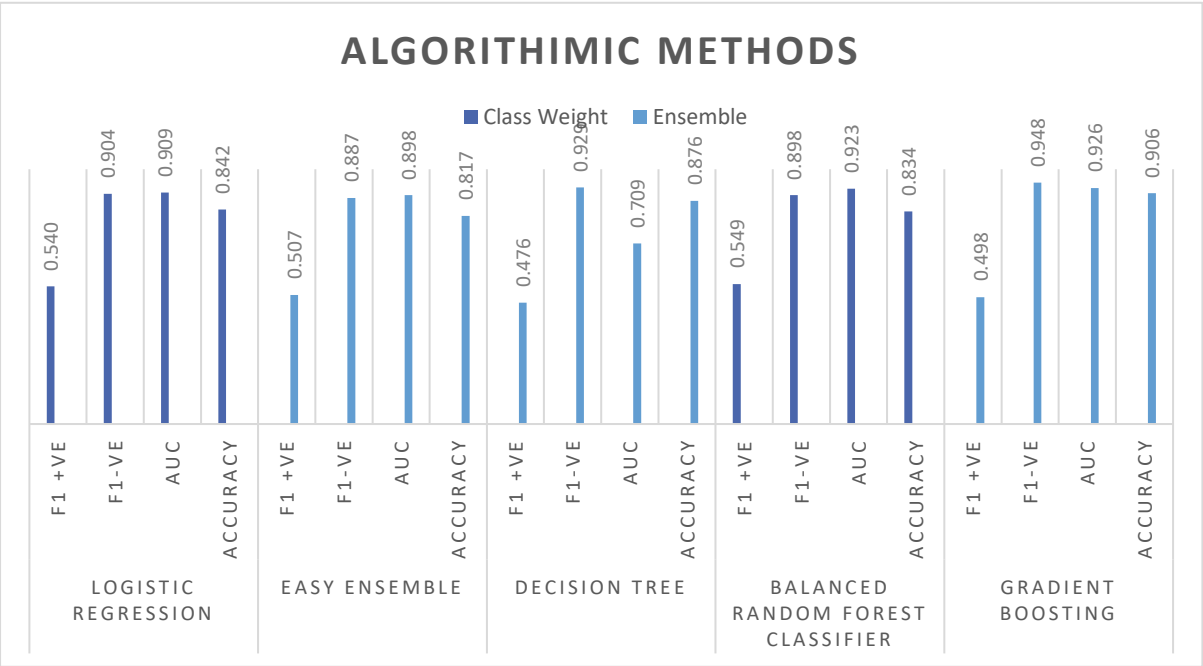 ALGORITHIMIC METHODS
Class Weight Ensemble
0.540 0.904 0.909 0.842 0.507 0.887 0.898 0.817 0.476 0.929 0.709 0.876 0.549 0.898 0.923 0.834 0.498 0.948 0.926 0.906
F1 +VE F1-VE AUC ACCURACY F1 +VE F1-VE AUC ACCURACY F1 +VE F1-VE AUC ACCURACY F1 +VE F1-VE AUC ACCURACY F1 +VE F1-VE AUC ACCURACY
LOGISTIC
REGRESSION
EASY ENSEMBLE
DECISION TREE
BALANCED
RANDOM FOREST
CLASSIFIER
GRADIENT
BOOSTING